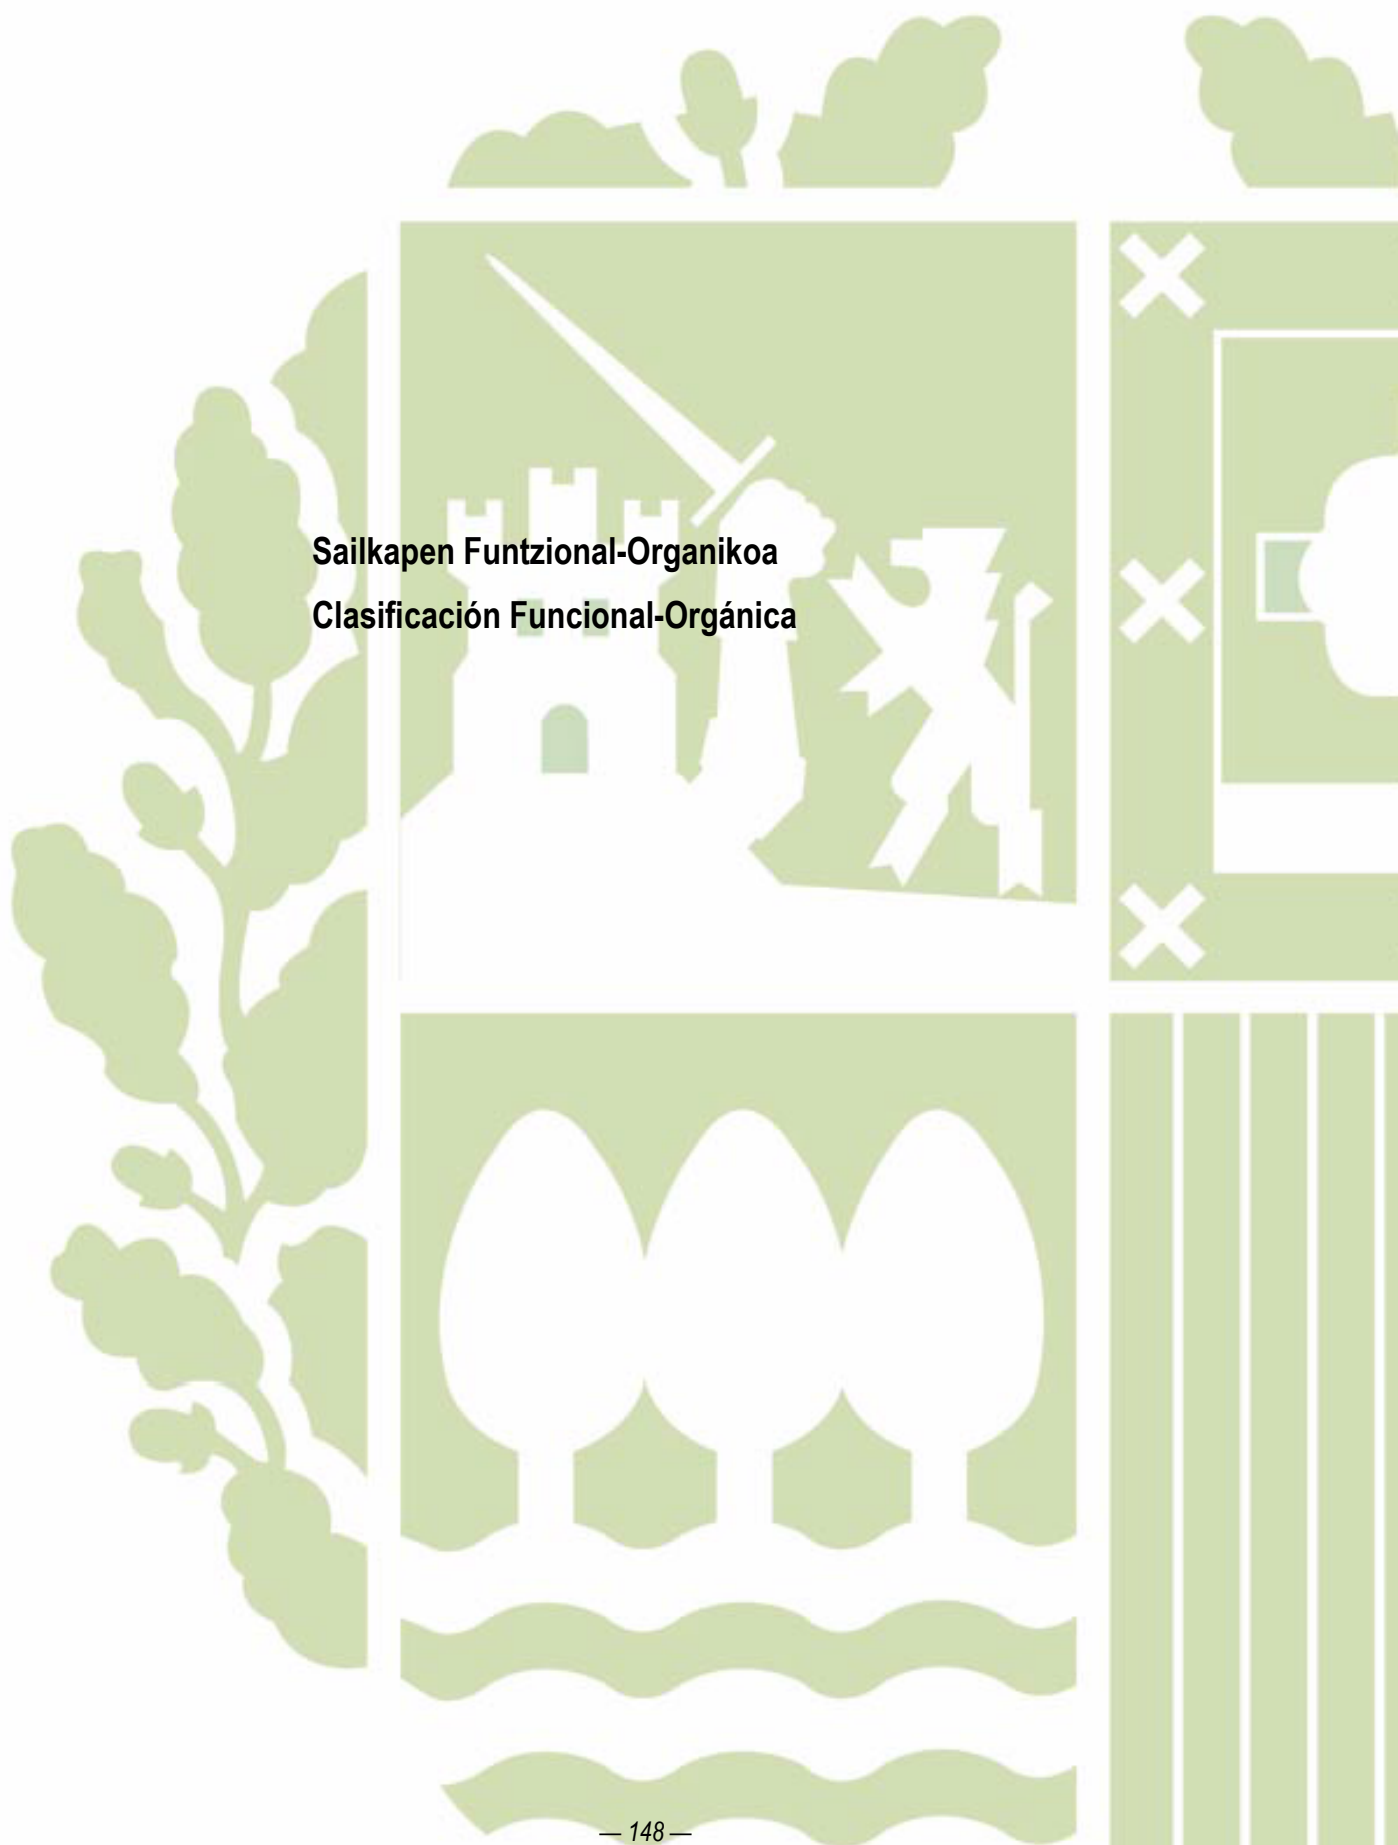 Sailkapen Funtzional-Organikoa
Clasificación Funcional-Orgánica
— 148 —